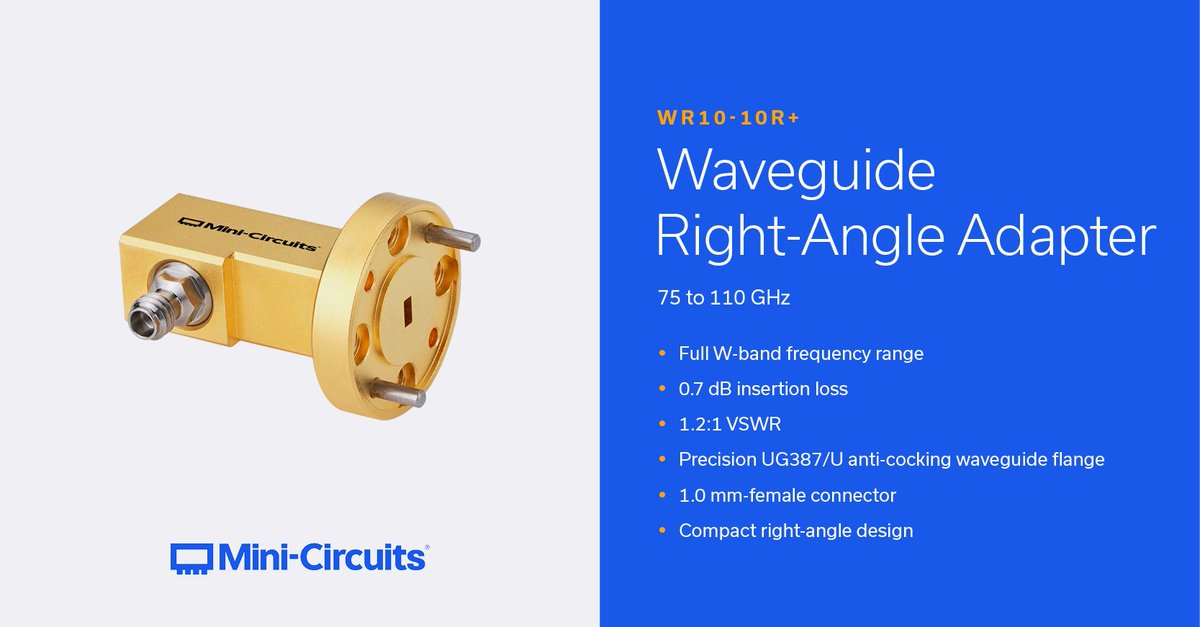 Mini-Circuits™
Mini-Circuits®
WR10-10R+
Waveguide
Right-Angle Adapter
75 to 110 GHz
• Full W-band frequency range
• 0.7 dB insertion loss
• 1.2:1 VSWR
• Precision UG387/U anti-cocking waveguide flange
• 1.0 mm-female connector
• Compact right-angle design